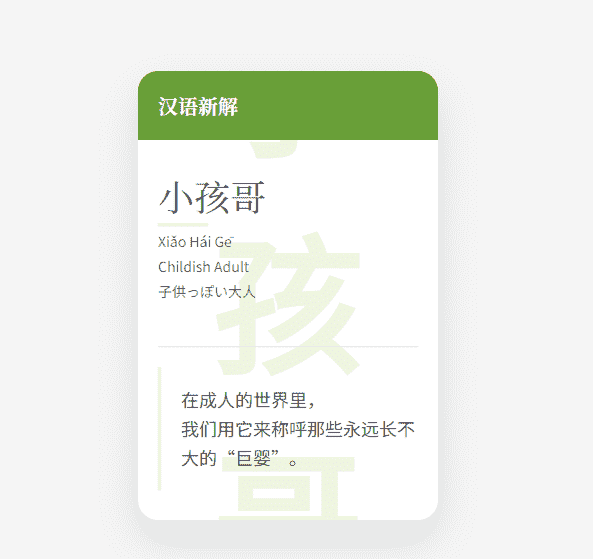 汉语新解
小孩哥
Xiǎo Hái Gē
Childish Adult
子供っぽい大人
在成人的世界里，
我们用它来称呼那些永远长不
大的“巨婴”。
孩
哥